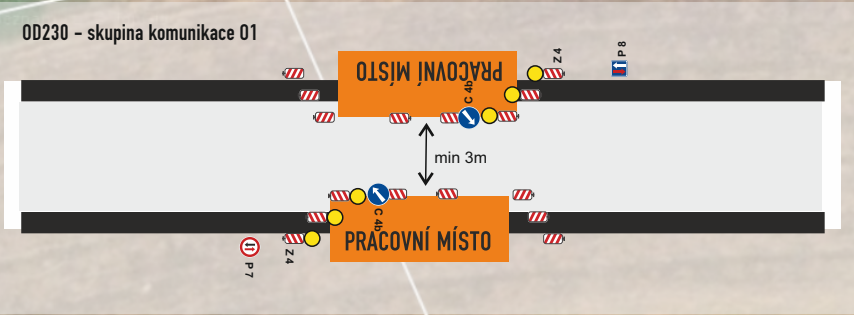 OD230 - skupina komunikace 01
Z 4
P 8
PRACOVNÍ MÍSTO
C 4b
min 3m
C 4b
PRACOVNÍ MÍSTO
Z 4
P 7